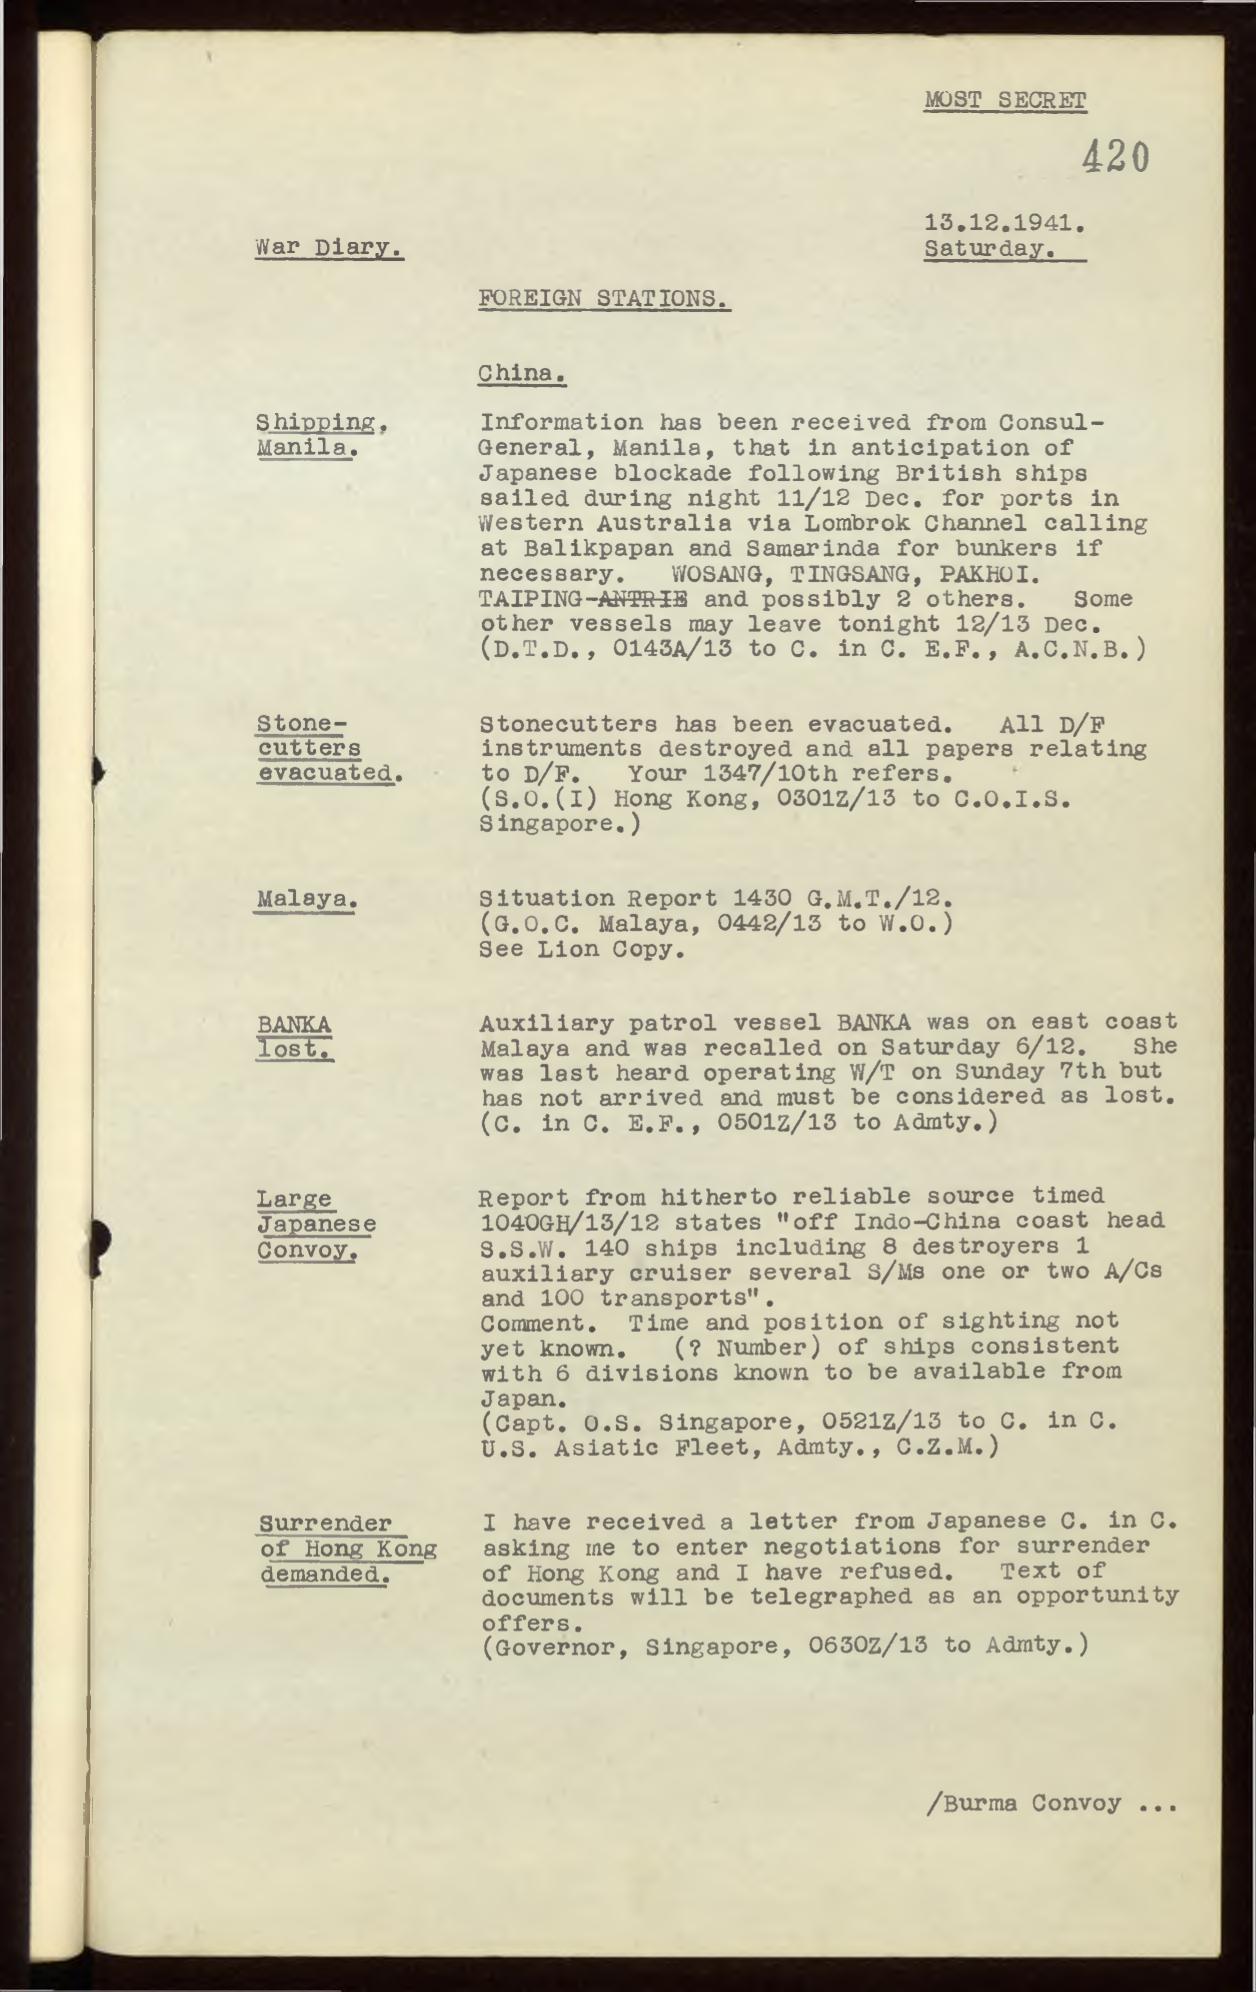 MOST SECRET
420
13.12.1941.
Saturday.
War Diary.
FOREIGN STATIONS.
China.
Shipping,
Manila.
Information has been received from Consul-
General, Manila, that in anticipation of
Japanese blockade following British ships
sailed during night 11/12 Dec. for ports in
Western Australia via Lombrok Channel calling
at Balikpapan and Samarinda for bunkers if
necessary. WOSANG, TINGSANG, PAKHOI.
TAIPING-ANTRIE and possibly 2 others. Some
other vessels may leave tonight 12/13 Dec.
(D.T.D., 0143A/13 to C. in C. E.F., A.C.N.B.)
Stone-
cutters
evacuated.
Stonecutters has been evacuated. All D/F
instruments destroyed and all papers relating
to D/F. Your 1347/10th refers.
(S.O.(I) Hong Kong, 0301Z/13 to C.O.I.S.
Singapore.)
Malaya.
Situation Report 1430 G.M.T./12.
(G.O.C. Malaya, 0442/13 to W.O.)
See Lion Copy.
BANKA
lost.
Auxiliary patrol vessel BANKA was on east coast
Malaya and was recalled on Saturday 6/12. She
was last heard operating W/T on Sunday 7th but
has not arrived and must be considered as lost.
(C. in C. E.F., 0501Z/13 to Admty.)
Large
Japanese
Convoy.
Report from hitherto reliable source timed
1040GH/13/12 states "off Indo-China coast head
S.S.W. 140 ships including 8 destroyers 1
auxiliary cruiser several S/Ms one or two A/Cs
and 100 transports".
Comment. Time and position of sighting not
yet known. (? Number) of ships consistent
with 6 divisions known to be available from
Japan.
(Capt. O.S. Singapore, 0521Z/13 to C. in C.
U.S. Asiatic Fleet, Admty., C.Z.M.)
Surrender
of Hong Kong
demanded.
I have received a letter from Japanese C. in C.
asking me to enter negotiations for surrender
of Hong Kong and I have refused. Text of
documents will be telegraphed as an opportunity
offers.
(Governor, Singapore, 0630Z/13 to Admty.)
/Burma Convoy ...